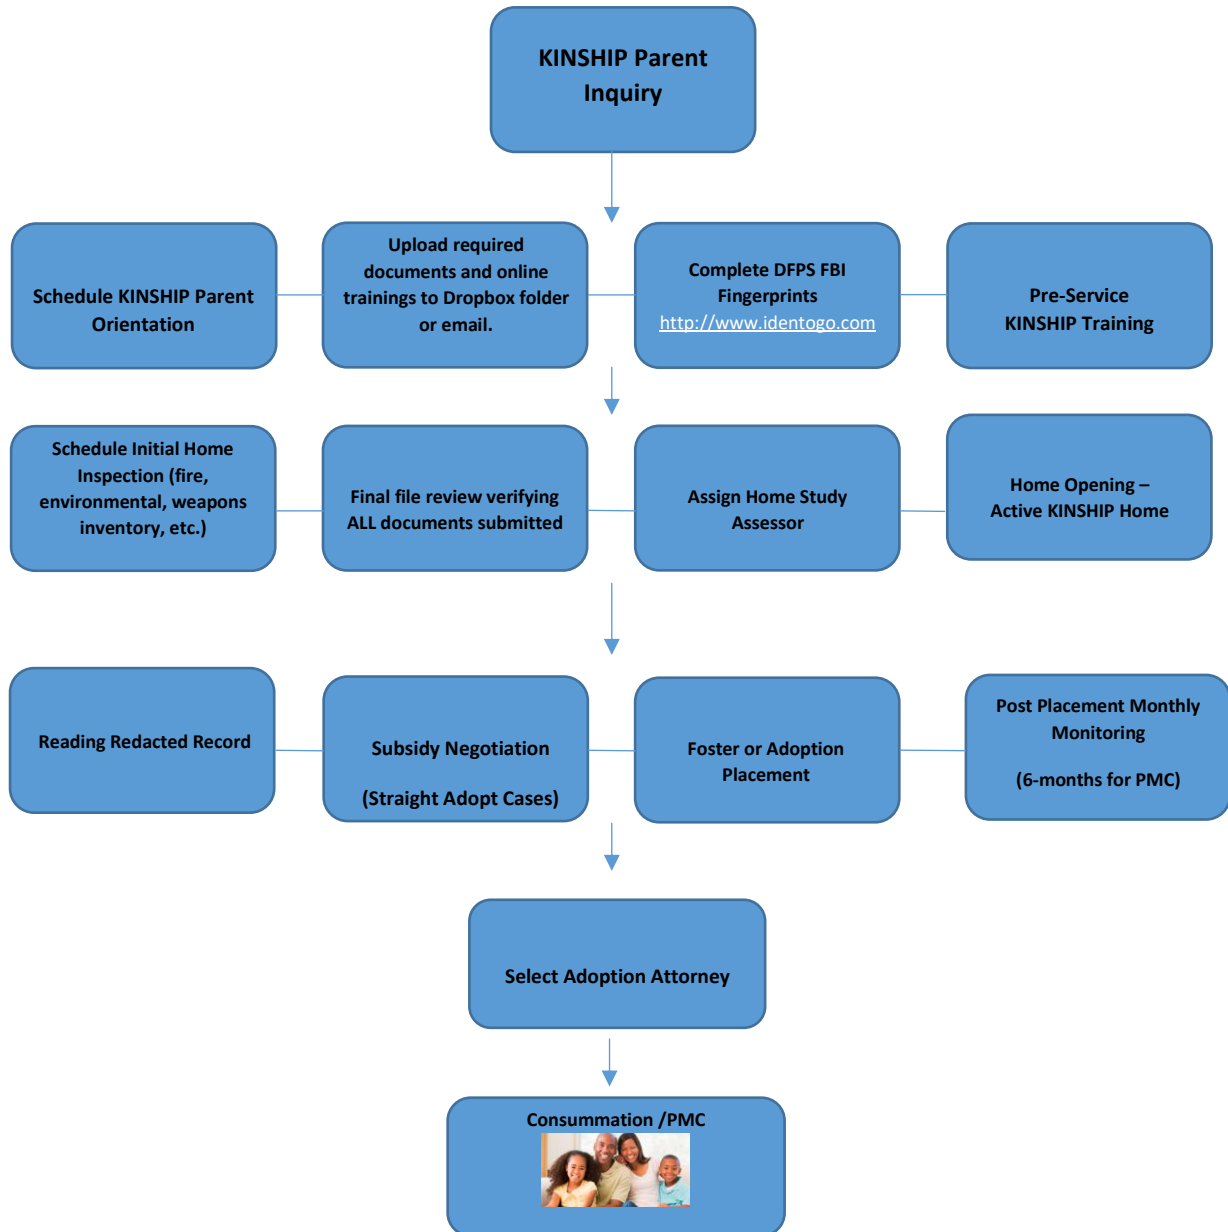 KINSHIP Parent
Inquiry
Schedule KINSHIP Parent
Orientation
Upload required
documents and online
trainings to Dropbox folder
or email.
Complete DFPS FBI
Fingerprints
http://www.identogo.com
Pre-Service
KINSHIP Training
Schedule Initial Home
Inspection (fire,
environmental, weapons
inventory, etc.)
Final file review verifying
ALL documents submitted
Assign Home Study
Assessor
Home Opening –
Active KINSHIP Home
Reading Redacted Record
Subsidy Negotiation
(Straight Adopt Cases)
Foster or Adoption
Placement
Post Placement Monthly
Monitoring
(6-months for PMC)
Select Adoption Attorney
Consummation /PMC